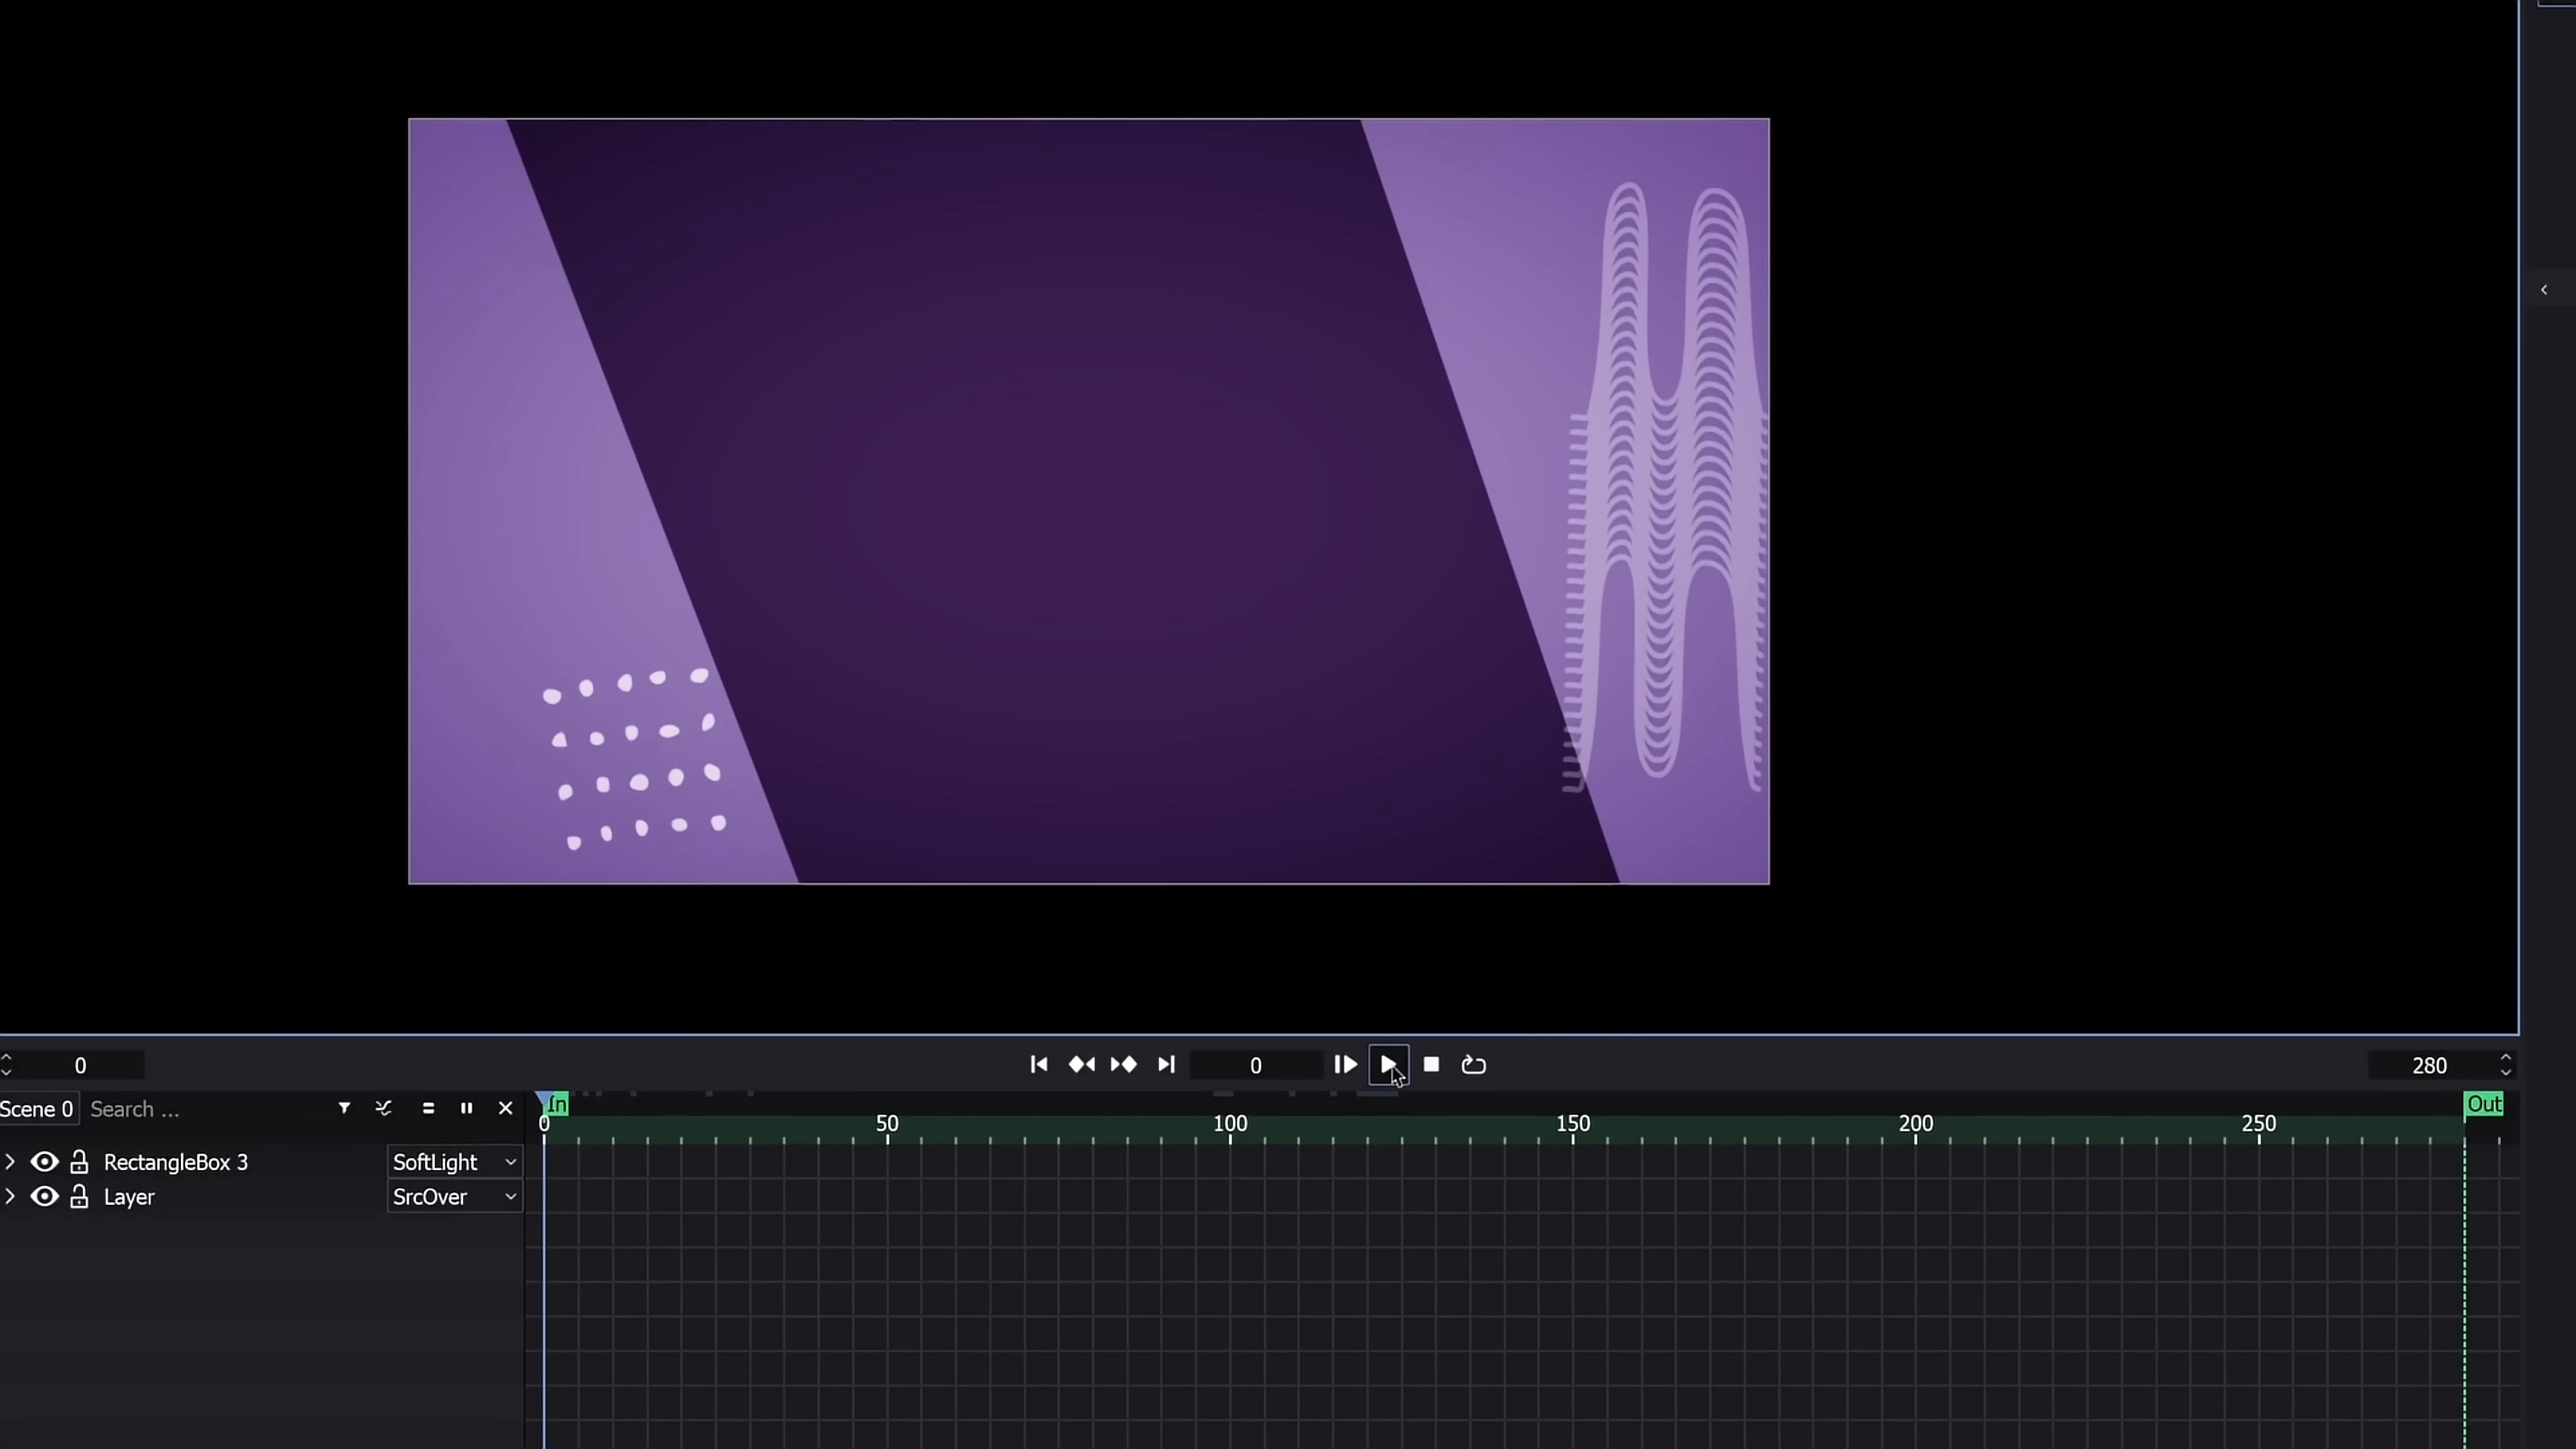 0 0 280
Scene 0 Search ... In Out
0 50 100 150 200 250
RectangleBox 3 SoftLight
Layer SrcOver